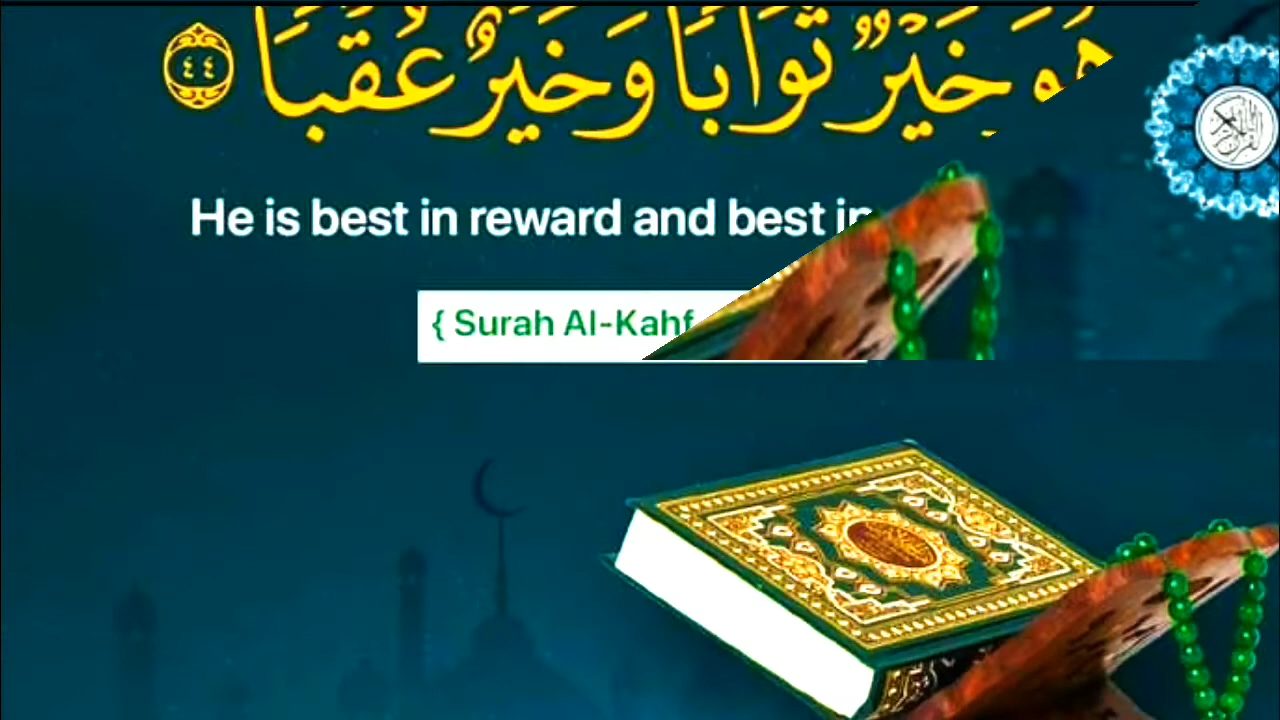 هُوَ خَيْرٌ ثَوَابًا وَخَيْرٌ عُقْبًا ٤٤
He is best in reward and best in
{ Surah Al-Kahf